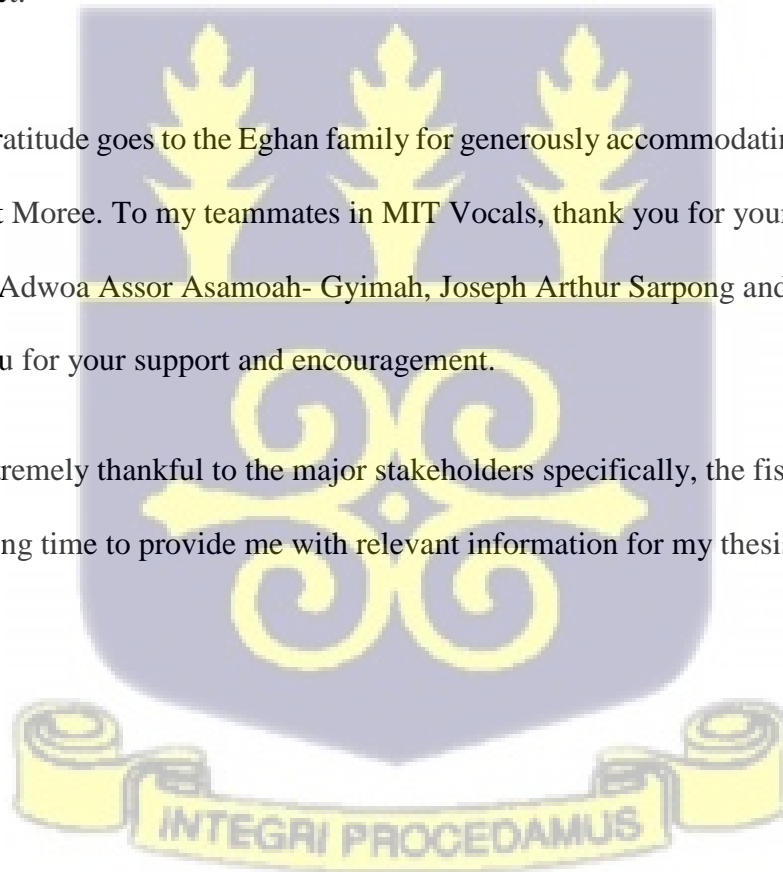 ratitude goes to the Eghan family for generously accommodatin
t Moree. To my teammates in MIT Vocals, thank you for your
Adwoa Assor Asamoah- Gyimah, Joseph Arthur Sarpong and
u for your support and encouragement.
remely thankful to the major stakeholders specifically, the fis
ng time to provide me with relevant information for my thesi
INTEGRI PROCEDAMUS